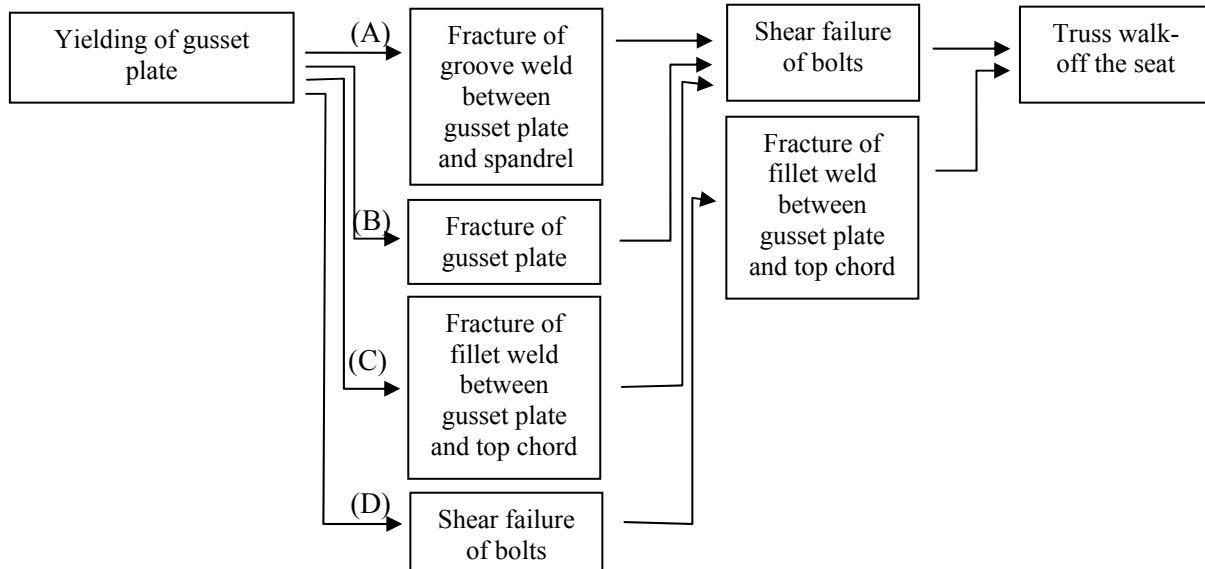 Yielding of gusset
plate
(A)
Fracture of
groove weld
between
gusset plate
and spandrel
(B)
Fracture of
gusset plate
(C)
Fracture of
fillet weld
between
gusset plate
and top chord
(D)
Shear failure
of bolts
Shear failure
of bolts
Fracture of
fillet weld
between
gusset plate
and top chord
Truss walk-
off the seat